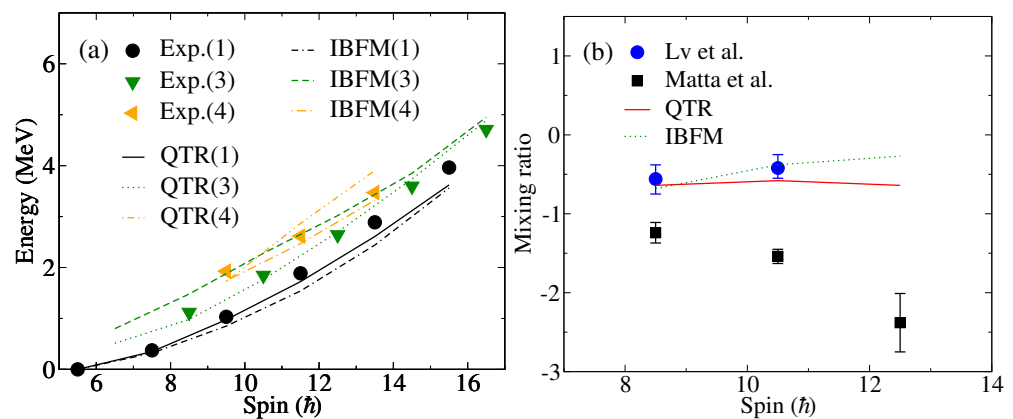 (a)
Exp.(1)
Exp.(3)
Exp.(4)
QTR(1)
QTR(3)
QTR(4)
IBFM(1)
IBFM(3)
IBFM(4)
Energy (MeV)
6
4
2
0
6 8 10 12 14 16
Spin (ħ)
(b)
Lv et al.
Matta et al.
QTR
IBFM
Mixing ratio
1
0
-1
-2
-3
8 10 12 14
Spin (ħ)